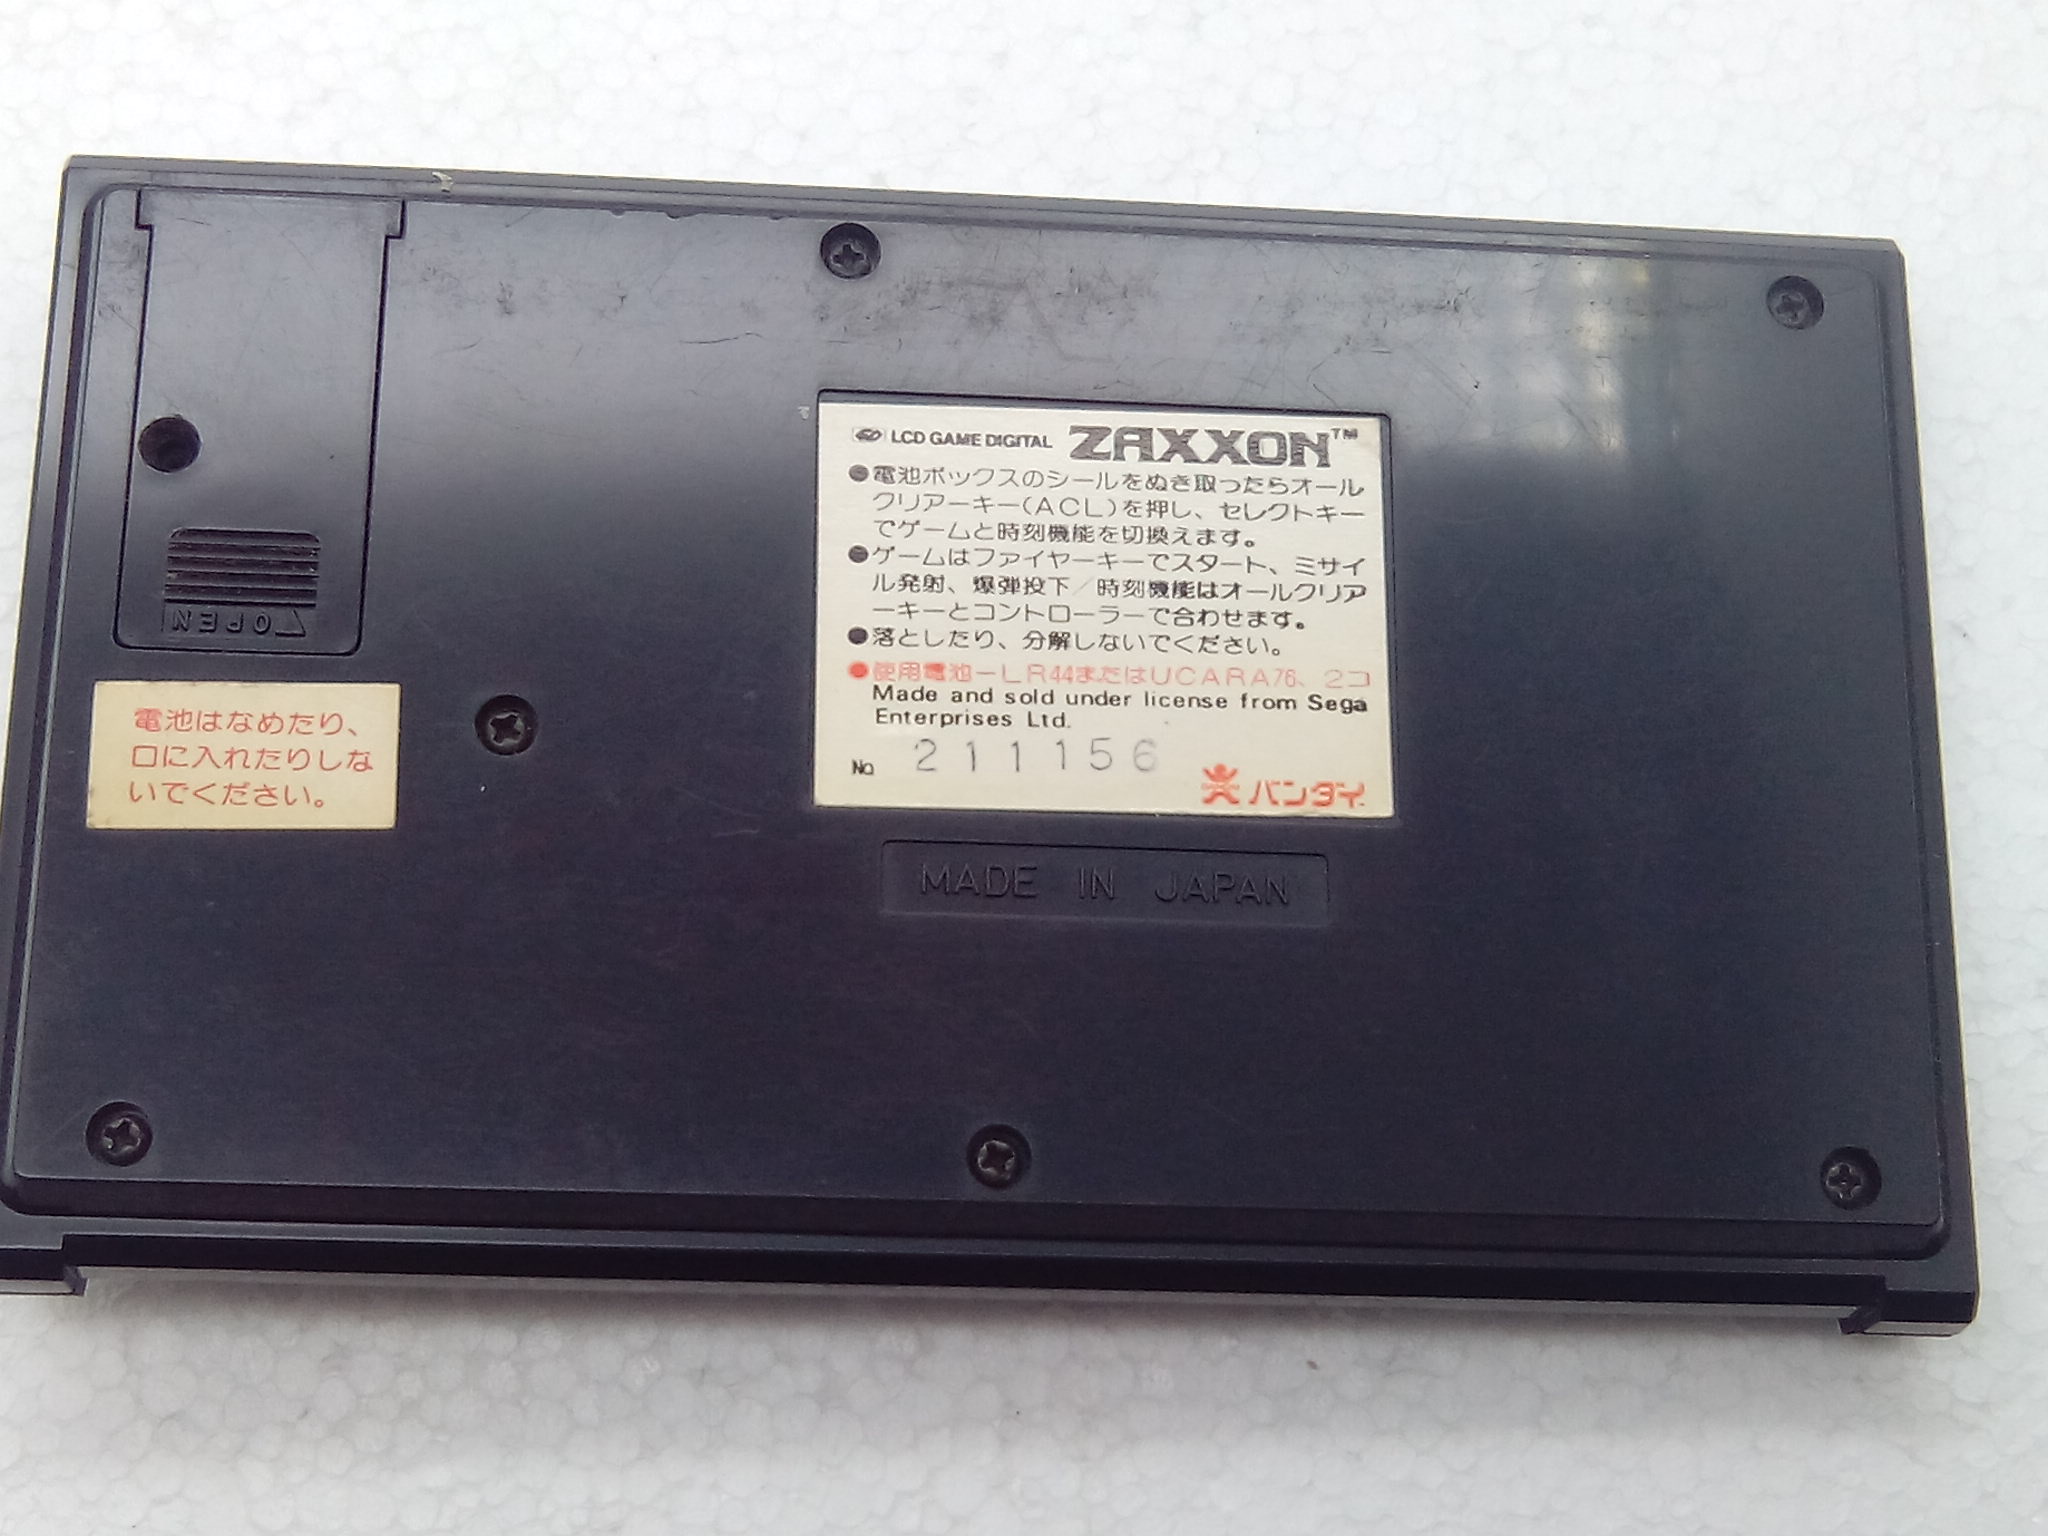 LCD GAME DIGITAL ZAXXON™
●電池ボックスのシールをぬき取ったらオール
クリアーキー(ACL)を押し、セレクトキー
でゲームと時刻機能を切換えます。
●ゲームはファイヤーキーでスタート、ミサイ
ル発射、爆弾投下/時刻機能はオールクリア
ーキーとコントローラーで合わせます。
●落としたり、分解しないでください。
●使用電池-LR44またはUCARA76、2コ
Made and sold under license from Sega
Enterprises Ltd.
No 211156
バンダイ
OPEN
電池はなめたり、
口に入れたりしな
いでください。
MADE IN JAPAN